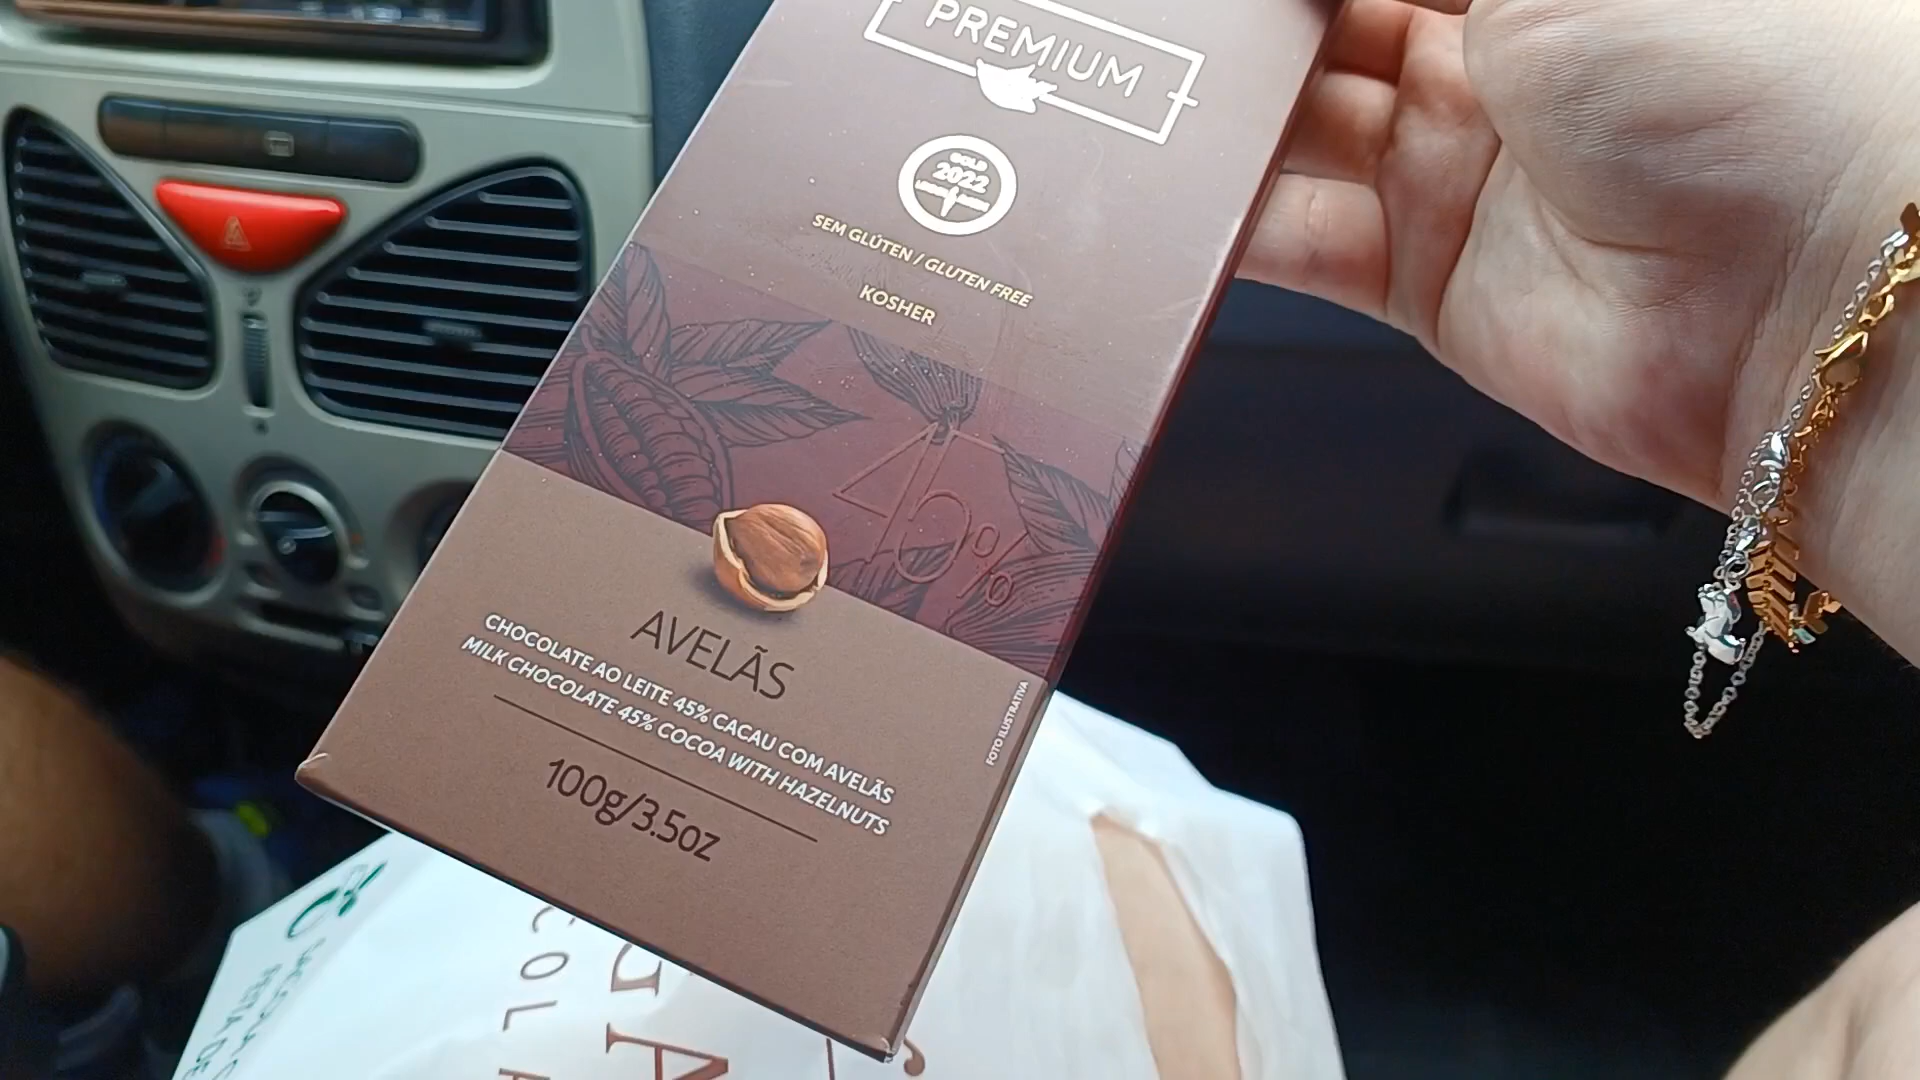 PREMIUM
GOLD
2022
SEM GLÚTEN / GLUTEN FREE
KOSHER
45%
AVELÃS
CHOCOLATE AO LEITE 45% CACAU COM AVELÃS
MILK CHOCOLATE 45% COCOA WITH HAZELNUTS
100g/3.5oz
FOTO ILUSTRATIVA